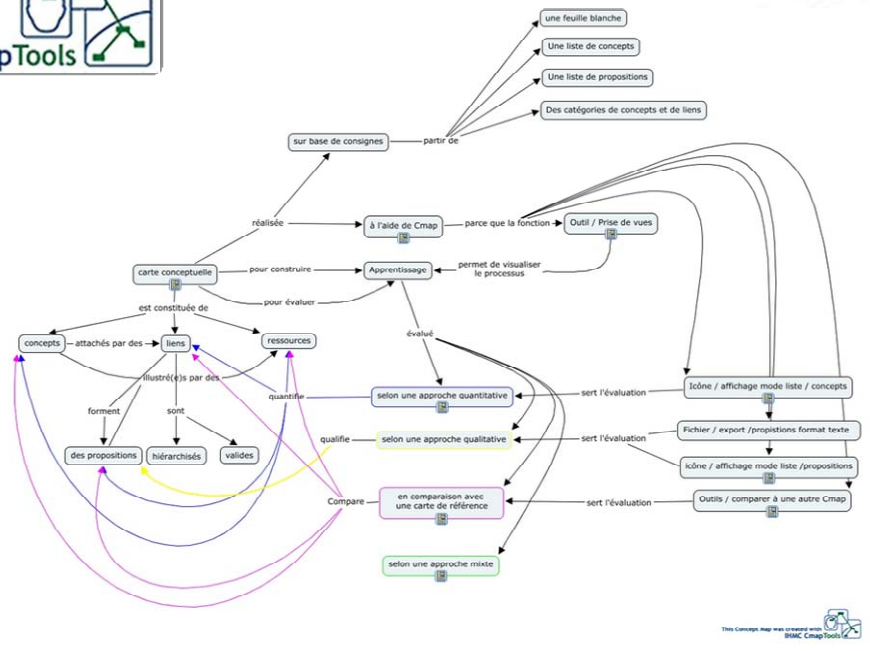 pTools
une feuille blanche
Une liste de concepts
Une liste de propositions
Des catégories de concepts et de liens
sur base de consignes
partir de
réalisée
à l'aide de Cmap
parce que la fonction
Outil / Prise de vues
carte conceptuelle
pour construire
Apprentissage
permet de visualiser
le processus
pour évaluer
est constituée de
évalué
concepts
attachés par des
liens
ressources
illustré(e)s par des
Icône / affichage mode liste / concepts
quantifie
selon une approche quantitative
sert l'évaluation
forment
sont
Fichier / export /propistions format texte
qualifie
selon une approche qualitative
sert l'évaluation
des propositions
hiérarchisés
valides
icône / affichage mode liste /propositions
Compare
en comparaison avec
une carte de référence
sert l'évaluation
Outils / comparer à une autre Cmap
selon une approche mixte
This Concept Map was created with
IHMC CmapTools